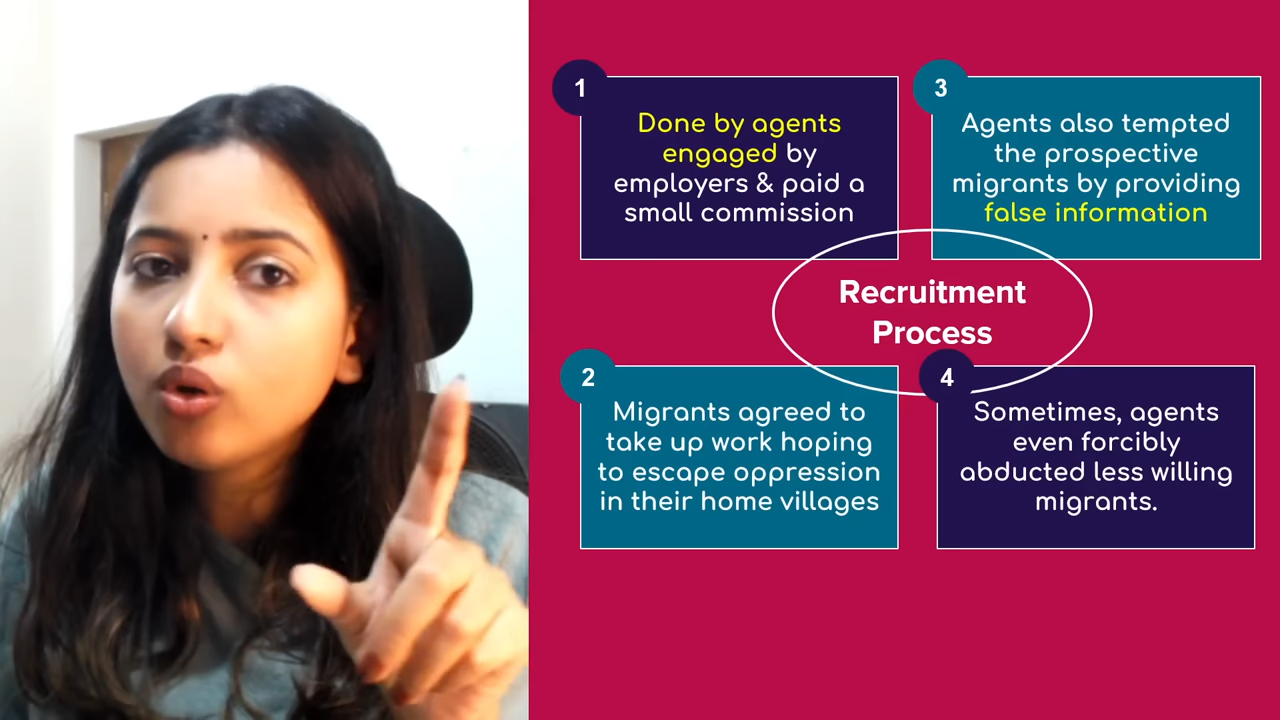 1
Done by agents
engaged by
employers & paid a
small commission
3
Agents also tempted
the prospective
migrants by providing
false information
Recruitment
Process
2
Migrants agreed to
take up work hoping
to escape oppression
in their home villages
4
Sometimes, agents
even forcibly
abducted less willing
migrants.